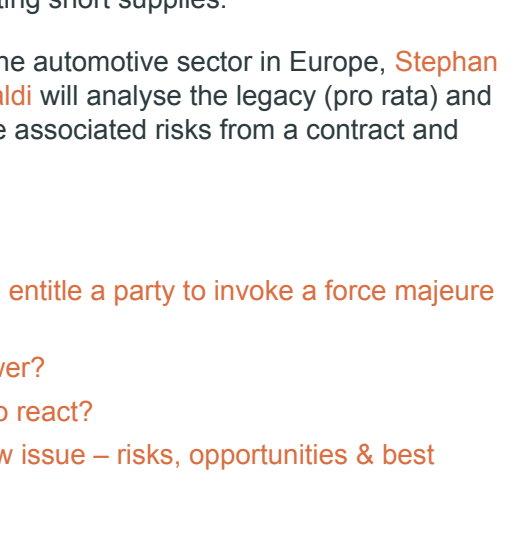 ting short supplies.
he automotive sector in Europe, Stephan
aldi will analyse the legacy (pro rata) and
e associated risks from a contract and
entitle a party to invoke a force majeure
ver?
o react?
w issue – risks, opportunities & best